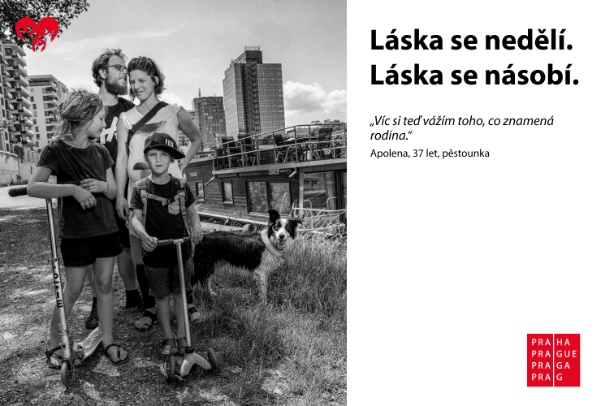 Láska se nedělí.
Láska se násobí.
„Víc si teď vážím toho, co znamená
rodina.“
Apolena, 37 let, pěstounka
PRA HA
PRA GUE
PRA GA
PRA G